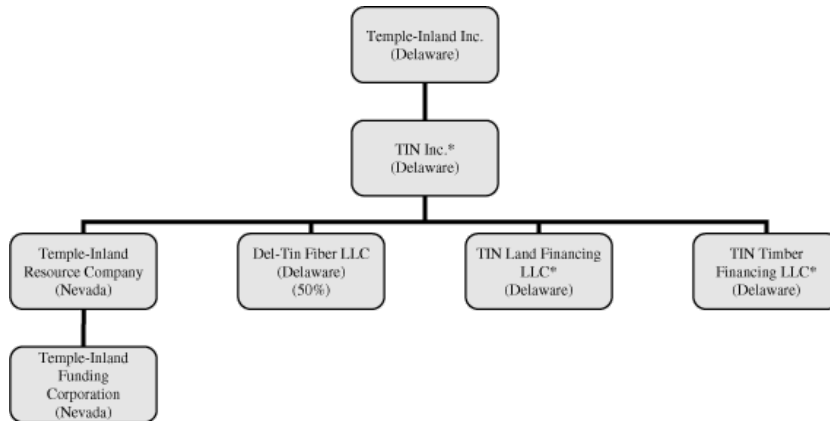 Temple-Inland Inc.
(Delaware)
TIN Inc.*
(Delaware)
Temple-Inland
Resource Company
(Nevada)
Del-Tin Fiber LLC
(Delaware)
(50%)
TIN Land Financing
LLC*
(Delaware)
TIN Timber
Financing LLC*
(Delaware)
Temple-Inland
Funding
Corporation
(Nevada)